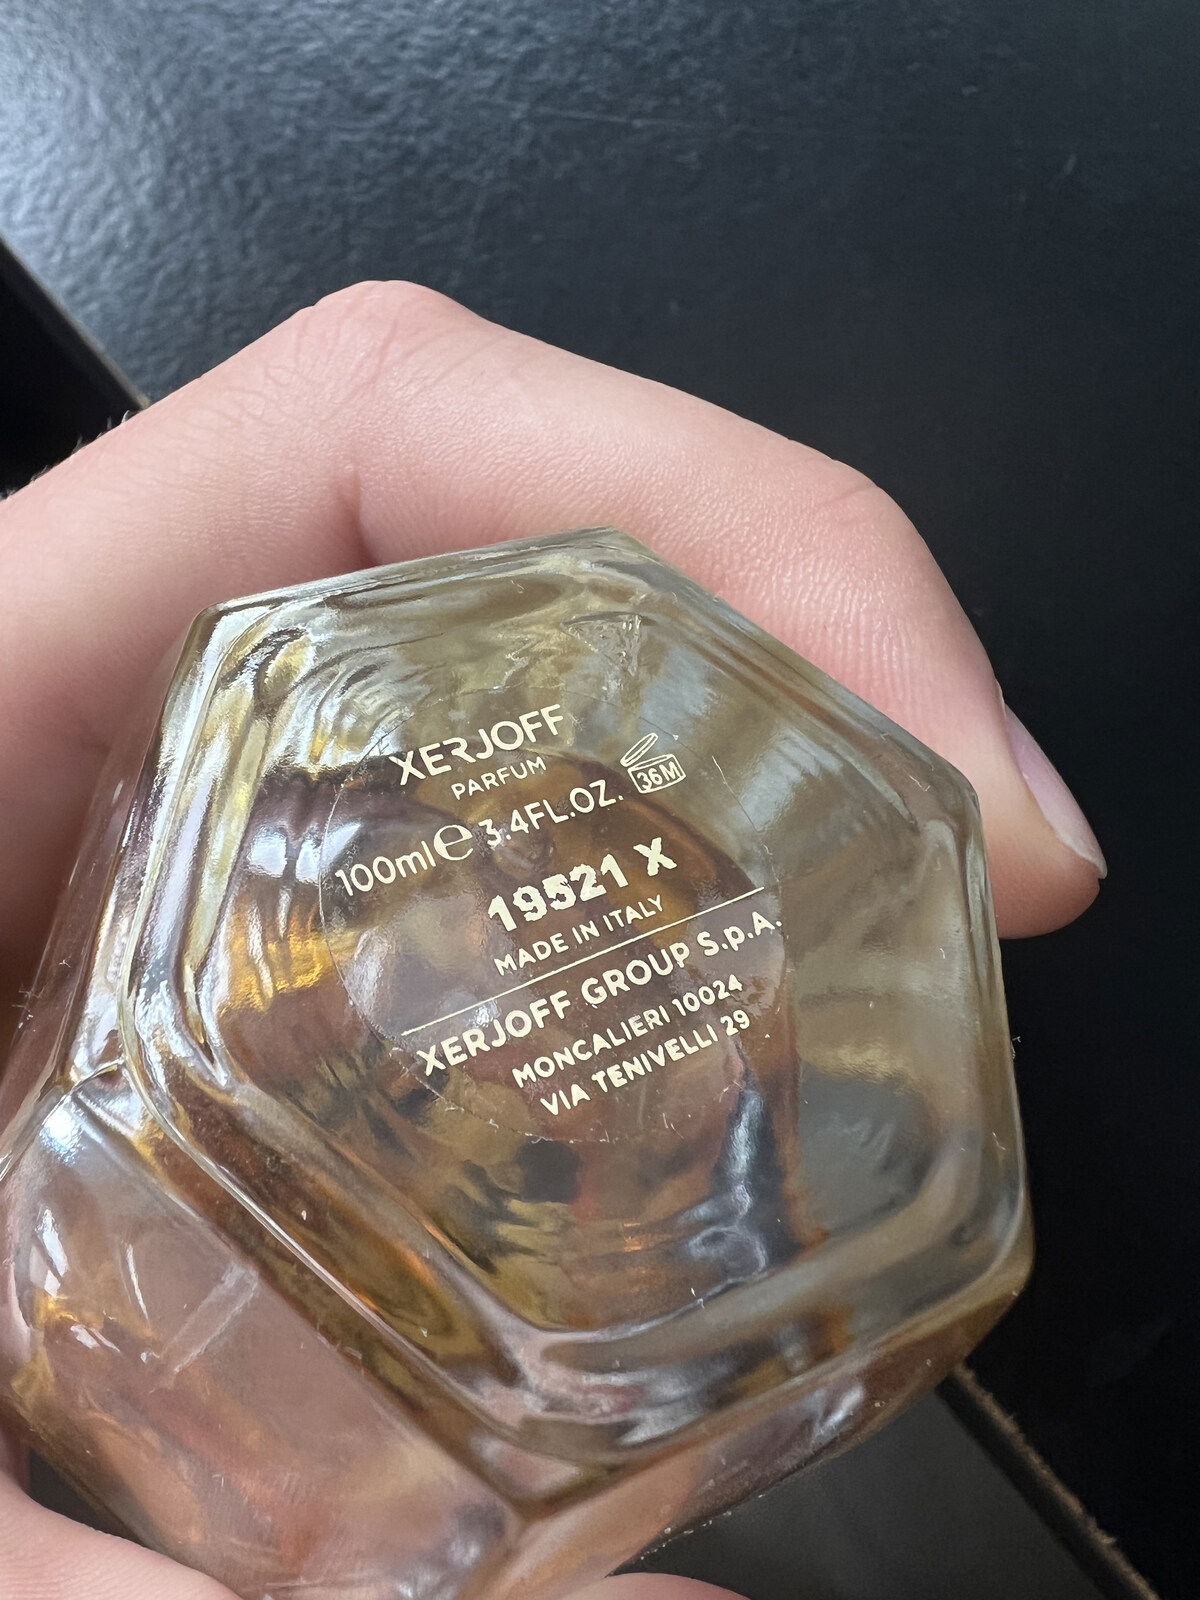 XERJOFF
PARFUM
100ml ℮ 3.4FL.OZ. 36M
19521 X
MADE IN ITALY
XERJOFF GROUP S.p.A.
MONCALIERI 10024
VIA TENIVELLI 29